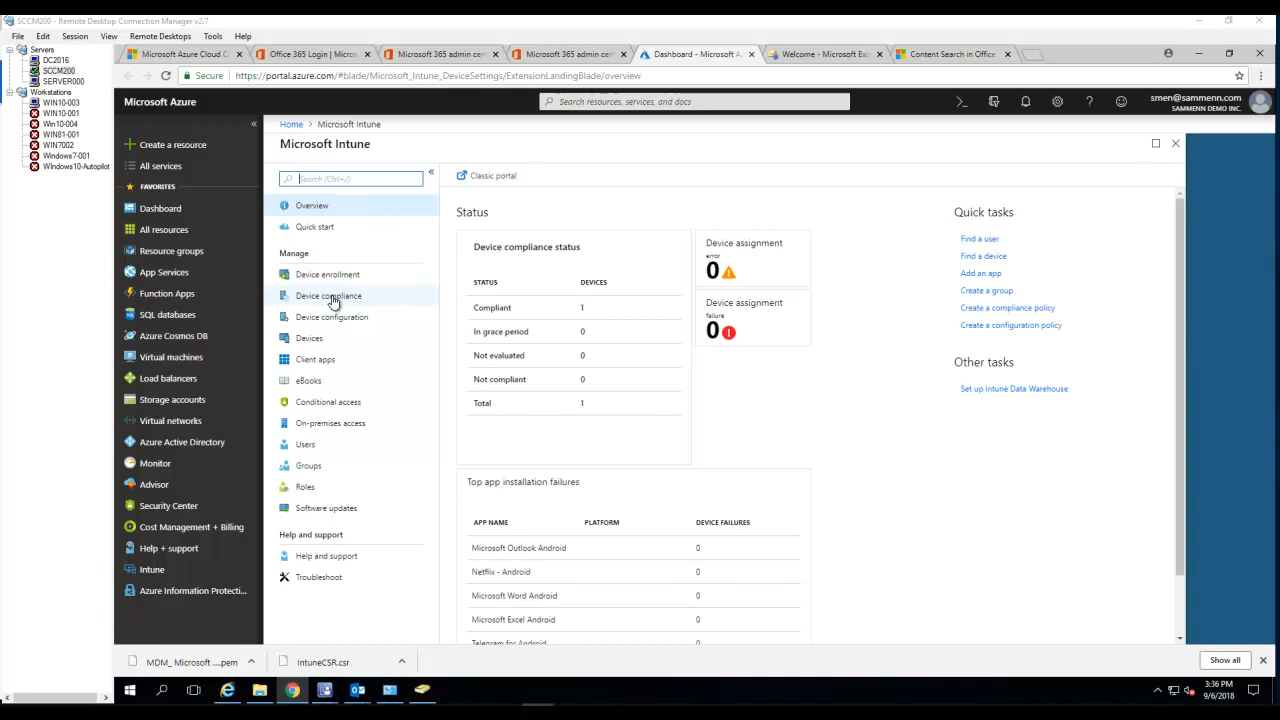 SCCM200 - Remote Desktop Connection Manager v2.7
File Edit Session View Remote Desktops Tools Help
Servers
DC2016
SCCM200
SERVER000
Workstations
WIN10-003
WIN10-001
Win10-004
WIN81-001
WIN7002
Windows7-001
Windows10-Autopilot
Microsoft Azure Cloud C
Office 365 Login | Micros
Microsoft 365 admin cen
Microsoft 365 admin cen
Dashboard - Microsoft A
Welcome - Microsoft Exc
Content Search in Office
Secure https://portal.azure.com/#blade/Microsoft_Intune_DeviceSettings/ExtensionLandingBlade/overview
Microsoft Azure
Search resources, services, and docs
smen@sammenn.com
SAMMENN DEMO INC.
Create a resource
All services
FAVORITES
Dashboard
All resources
Resource groups
App Services
Function Apps
SQL databases
Azure Cosmos DB
Virtual machines
Load balancers
Storage accounts
Virtual networks
Azure Active Directory
Monitor
Advisor
Security Center
Cost Management + Billing
Help + support
Intune
Azure Information Protecti...
Home > Microsoft Intune
Microsoft Intune
Search (Ctrl+/)
Overview
Quick start
Manage
Device enrollment
Device compliance
Device configuration
Devices
Client apps
eBooks
Conditional access
On-premises access
Users
Groups
Roles
Software updates
Help and support
Help and support
Troubleshoot
Classic portal
Status
Device compliance status
STATUS DEVICES
Compliant 1
In grace period 0
Not evaluated 0
Not compliant 0
Total 1
Device assignment
error
0
Device assignment
failure
0
Top app installation failures
APP NAME PLATFORM DEVICE FAILURES
Microsoft Outlook Android 0
Netflix - Android 0
Microsoft Word Android 0
Microsoft Excel Android 0
Telegram for Android 0
Quick tasks
Find a user
Find a device
Add an app
Create a group
Create a compliance policy
Create a configuration policy
Other tasks
Set up Intune Data Warehouse
MDM_ Microsoft ....pem
IntuneCSR.csr
Show all
3:36 PM
9/6/2018